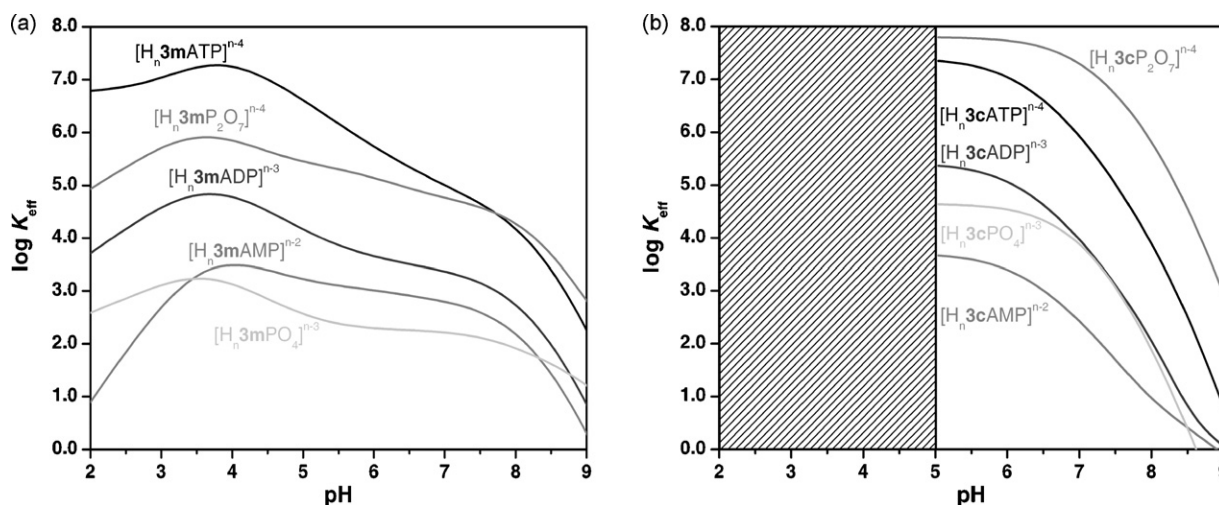 (a)
8.0
7.0
6.0
5.0
4.0
3.0
2.0
1.0
0.0
log Keff
[Hn3mATP]n-4
[Hn3mP2O7]n-4
[Hn3mADP]n-3
[Hn3mAMP]n-2
[Hn3mPO4]n-3
2 3 4 5 6 7 8 9
pH
(b)
8.0
7.0
6.0
5.0
4.0
3.0
2.0
1.0
0.0
log Keff
[Hn3cP2O7]n-4
[Hn3cATP]n-4
[Hn3cADP]n-3
[Hn3cPO4]n-3
[Hn3cAMP]n-2
2 3 4 5 6 7 8 9
pH